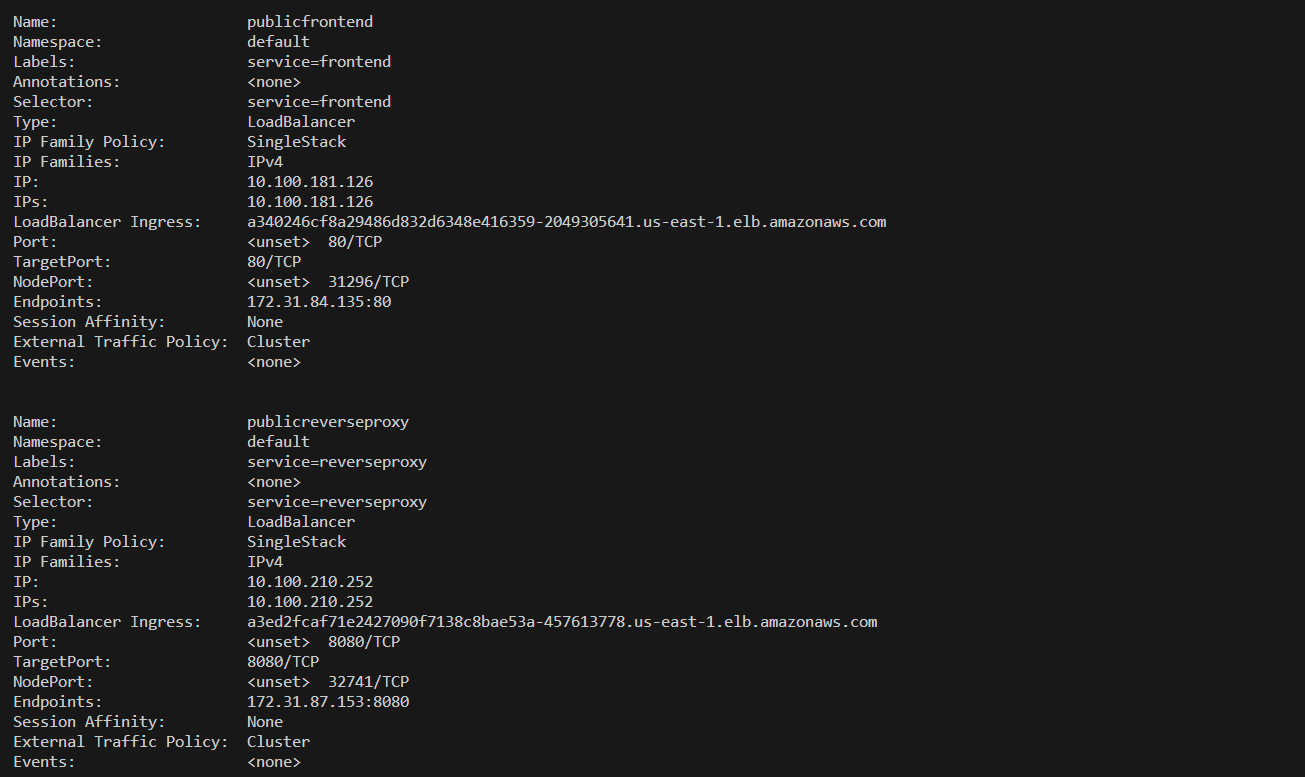 Name: publicfrontend
Namespace: default
Labels: service=frontend
Annotations: <none>
Selector: service=frontend
Type: LoadBalancer
IP Family Policy: SingleStack
IP Families: IPv4
IP: 10.100.181.126
IPs: 10.100.181.126
LoadBalancer Ingress: a340246cf8a29486d832d6348e416359-2049305641.us-east-1.elb.amazonaws.com
Port: <unset> 80/TCP
TargetPort: 80/TCP
NodePort: <unset> 31296/TCP
Endpoints: 172.31.84.135:80
Session Affinity: None
External Traffic Policy: Cluster
Events: <none>
Name: publicreverseproxy
Namespace: default
Labels: service=reverseproxy
Annotations: <none>
Selector: service=reverseproxy
Type: LoadBalancer
IP Family Policy: SingleStack
IP Families: IPv4
IP: 10.100.210.252
IPs: 10.100.210.252
LoadBalancer Ingress: a3ed2fcaf71e2427090f7138c8bae53a-457613778.us-east-1.elb.amazonaws.com
Port: <unset> 8080/TCP
TargetPort: 8080/TCP
NodePort: <unset> 32741/TCP
Endpoints: 172.31.87.153:8080
Session Affinity: None
External Traffic Policy: Cluster
Events: <none>